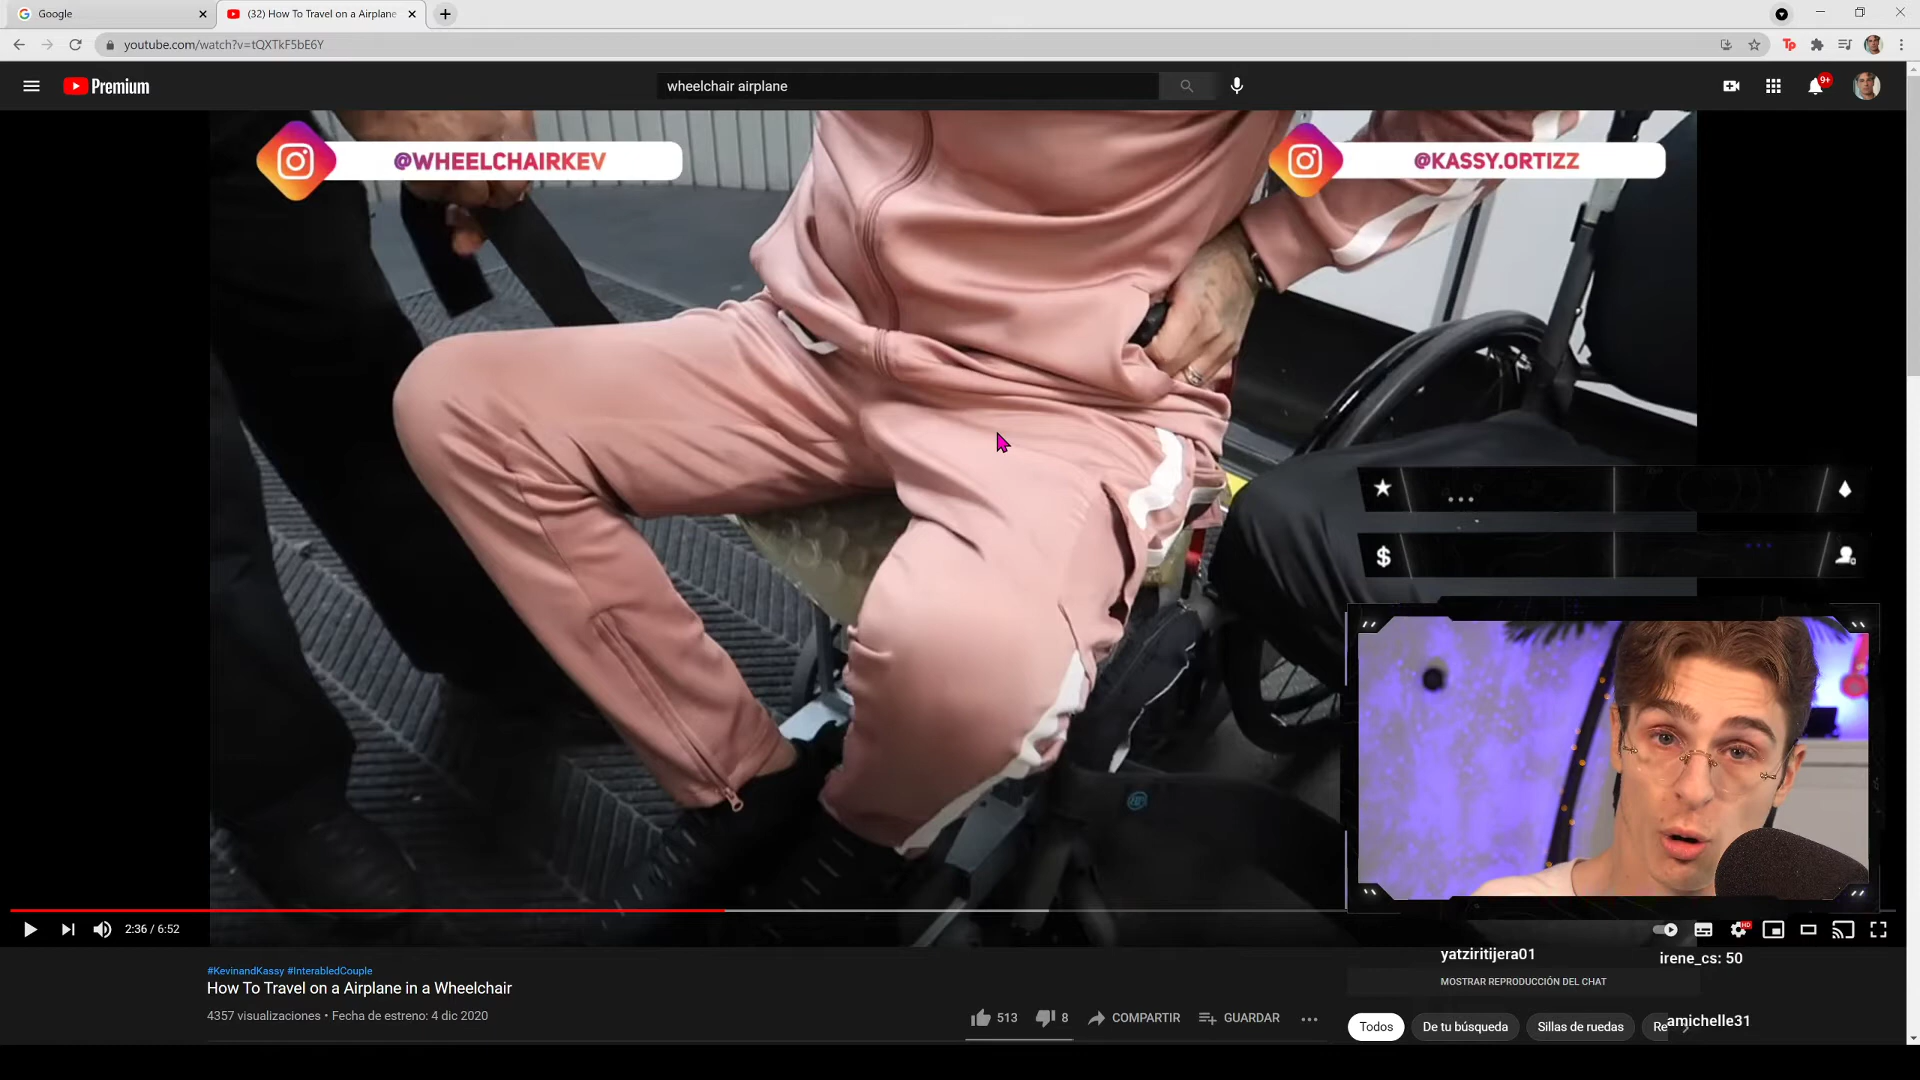 Google
(32) How To Travel on a Airplane
youtube.com/watch?v=tQXTkF5bE6Y
Tp
Premium
wheelchair airplane
9+
@WHEELCHAIRKEV
@KASSY.ORTIZZ
2:36 / 6:52
HD
#KevinandKassy #InterabledCouple
How To Travel on a Airplane in a Wheelchair
4357 visualizaciones • Fecha de estreno: 4 dic 2020
513
8
COMPARTIR
GUARDAR
yatziritijera01
irene_cs: 50
MOSTRAR REPRODUCCIÓN DEL CHAT
Todos
De tu búsqueda
Sillas de ruedas
Re
amichelle31